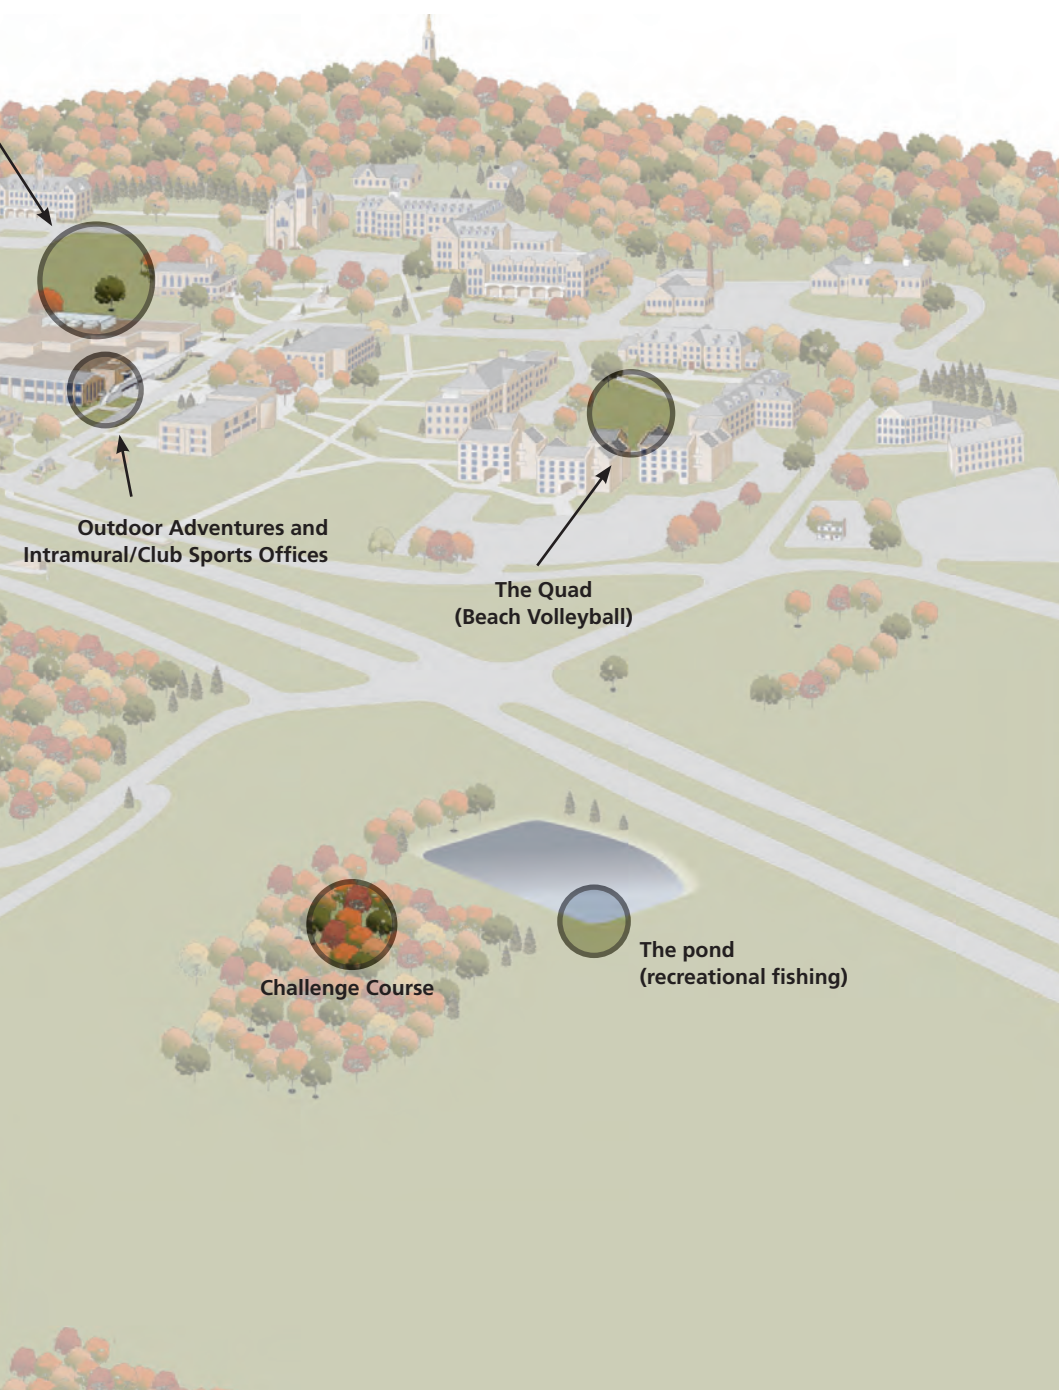 Outdoor Adventures and
Intramural/Club Sports Offices
The Quad
(Beach Volleyball)
The pond
(recreational fishing)
Challenge Course